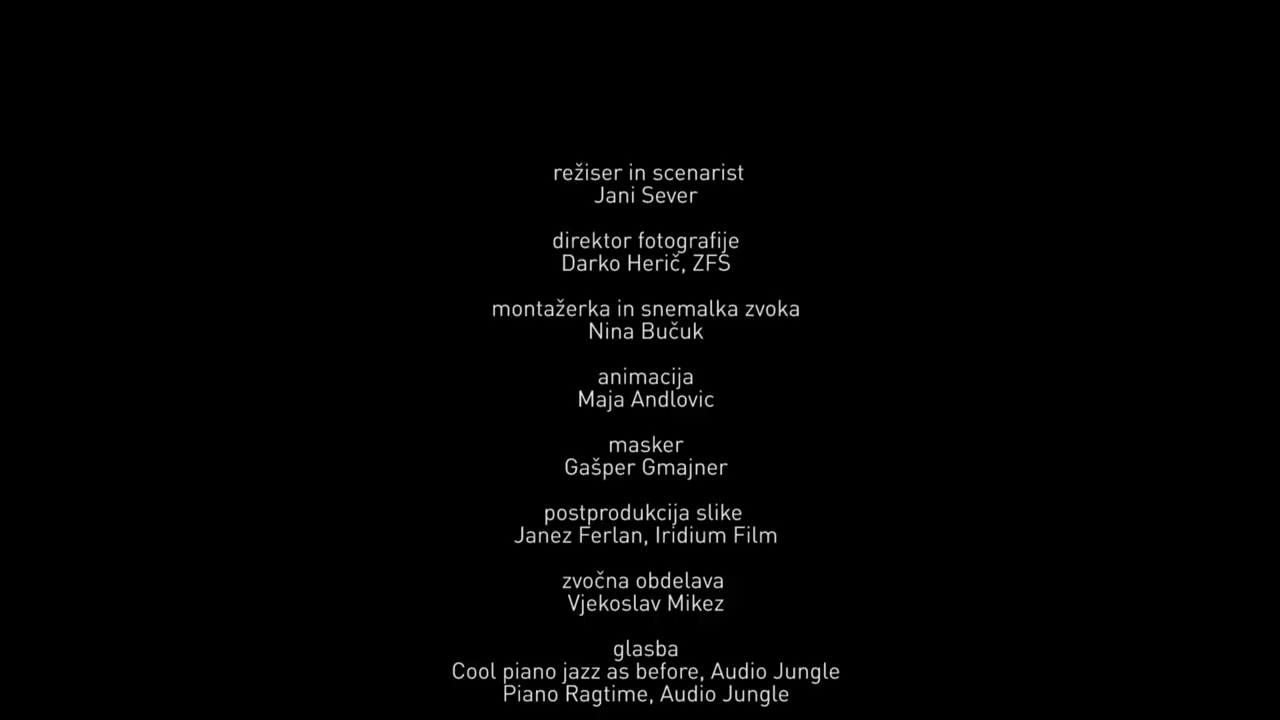 režiser in scenarist
Jani Sever
direktor fotografije
Darko Herič, ZFS
montažerka in snemalka zvoka
Nina Bučuk
animacija
Maja Andlovic
masker
Gašper Gmajner
postprodukcija slike
Janez Ferlan, Iridium Film
zvočna obdelava
Vjekoslav Mikez
glasba
Cool piano jazz as before, Audio Jungle
Piano Ragtime, Audio Jungle